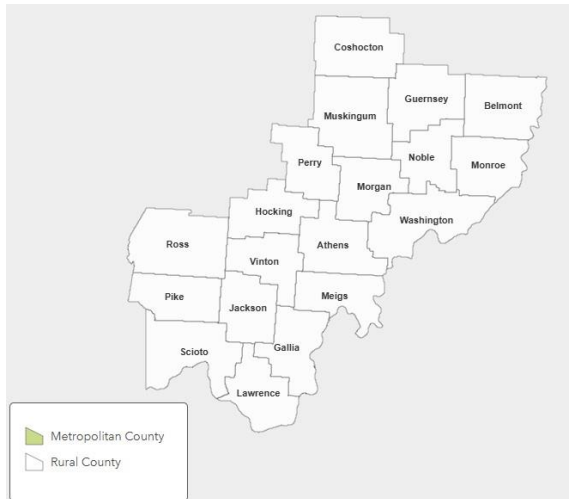 Coshocton
Guernsey
Belmont
Muskingum
Noble
Perry
Monroe
Morgan
Hocking
Washington
Ross
Athens
Vinton
Pike
Meigs
Jackson
Gallia
Scioto
Lawrence
Metropolitan County
Rural County